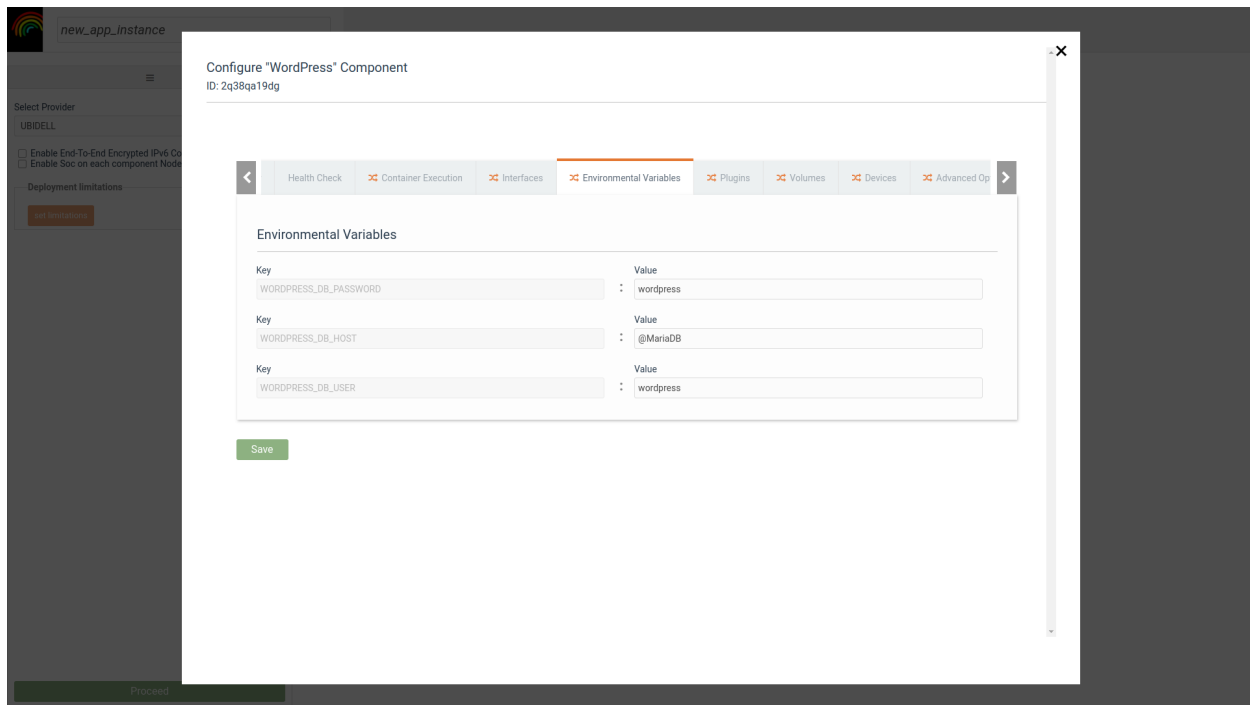 new_app_instance
Configure "WordPress" Component
ID: 2q38qa19dg
Select Provider
UBIDELL
Enable End-To-End Encrypted IPv6 Co
Enable Soc on each component Node
Deployment limitations
Set limitations
Health Check
Container Execution
Interfaces
Environmental Variables
Plugins
Volumes
Devices
Advanced Op
Environmental Variables
Key
Value
WORDPRESS_DB_PASSWORD
:
wordpress
Key
Value
WORDPRESS_DB_HOST
:
@MariaDB
Key
Value
WORDPRESS_DB_USER
:
wordpress
Save
Proceed